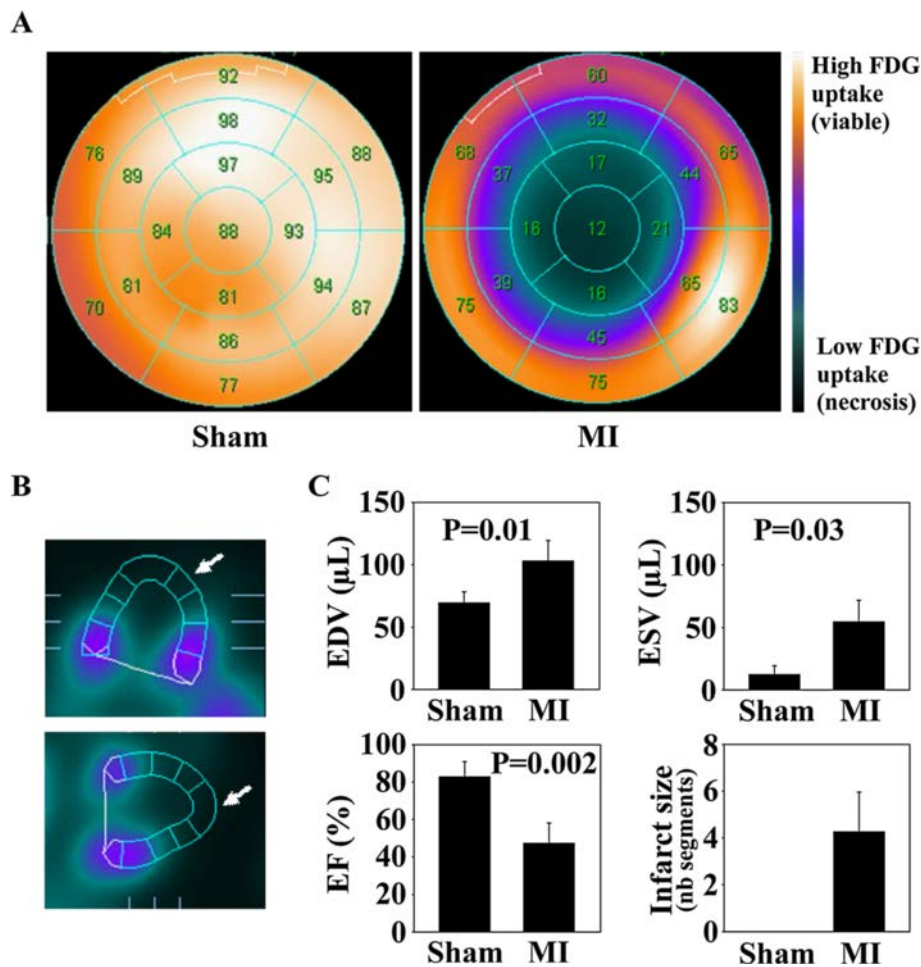 A
92
98
97
76
89
95
88
84
88
93
81
81
94
70
87
86
77
Sham
60
32
17
68
37
44
65
16
12
21
39
16
65
75
83
45
75
MI
High FDG
uptake
(viable)
Low FDG
uptake
(necrosis)
B
C
150
100
50
0
EDV (µL)
P=0.01
Sham MI
150
100
50
0
ESV (µL)
P=0.03
Sham MI
100
80
60
40
20
0
EF (%)
P=0.002
Sham MI
8
6
4
2
0
Infarct size
(nb segments)
Sham MI